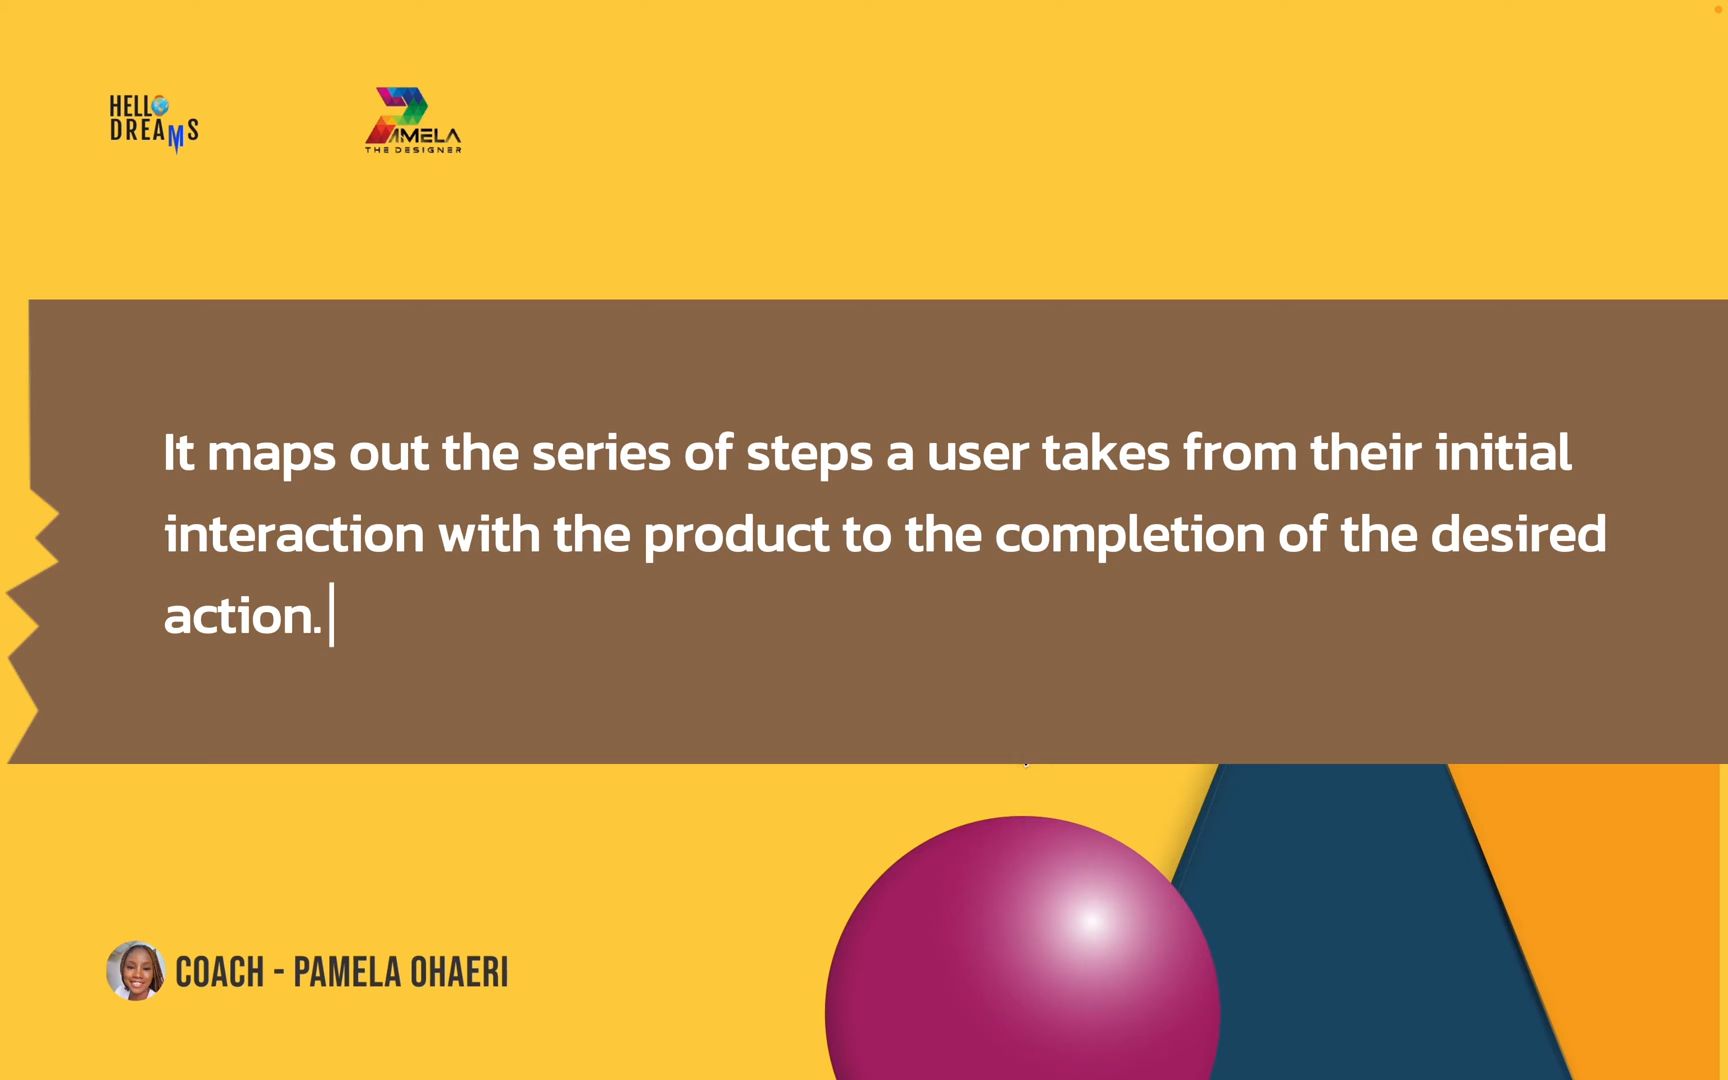 HELLO
DREAMS
PAMELA
THE DESIGNER
It maps out the series of steps a user takes from their initial
interaction with the product to the completion of the desired
action.
COACH - PAMELA OHAERI